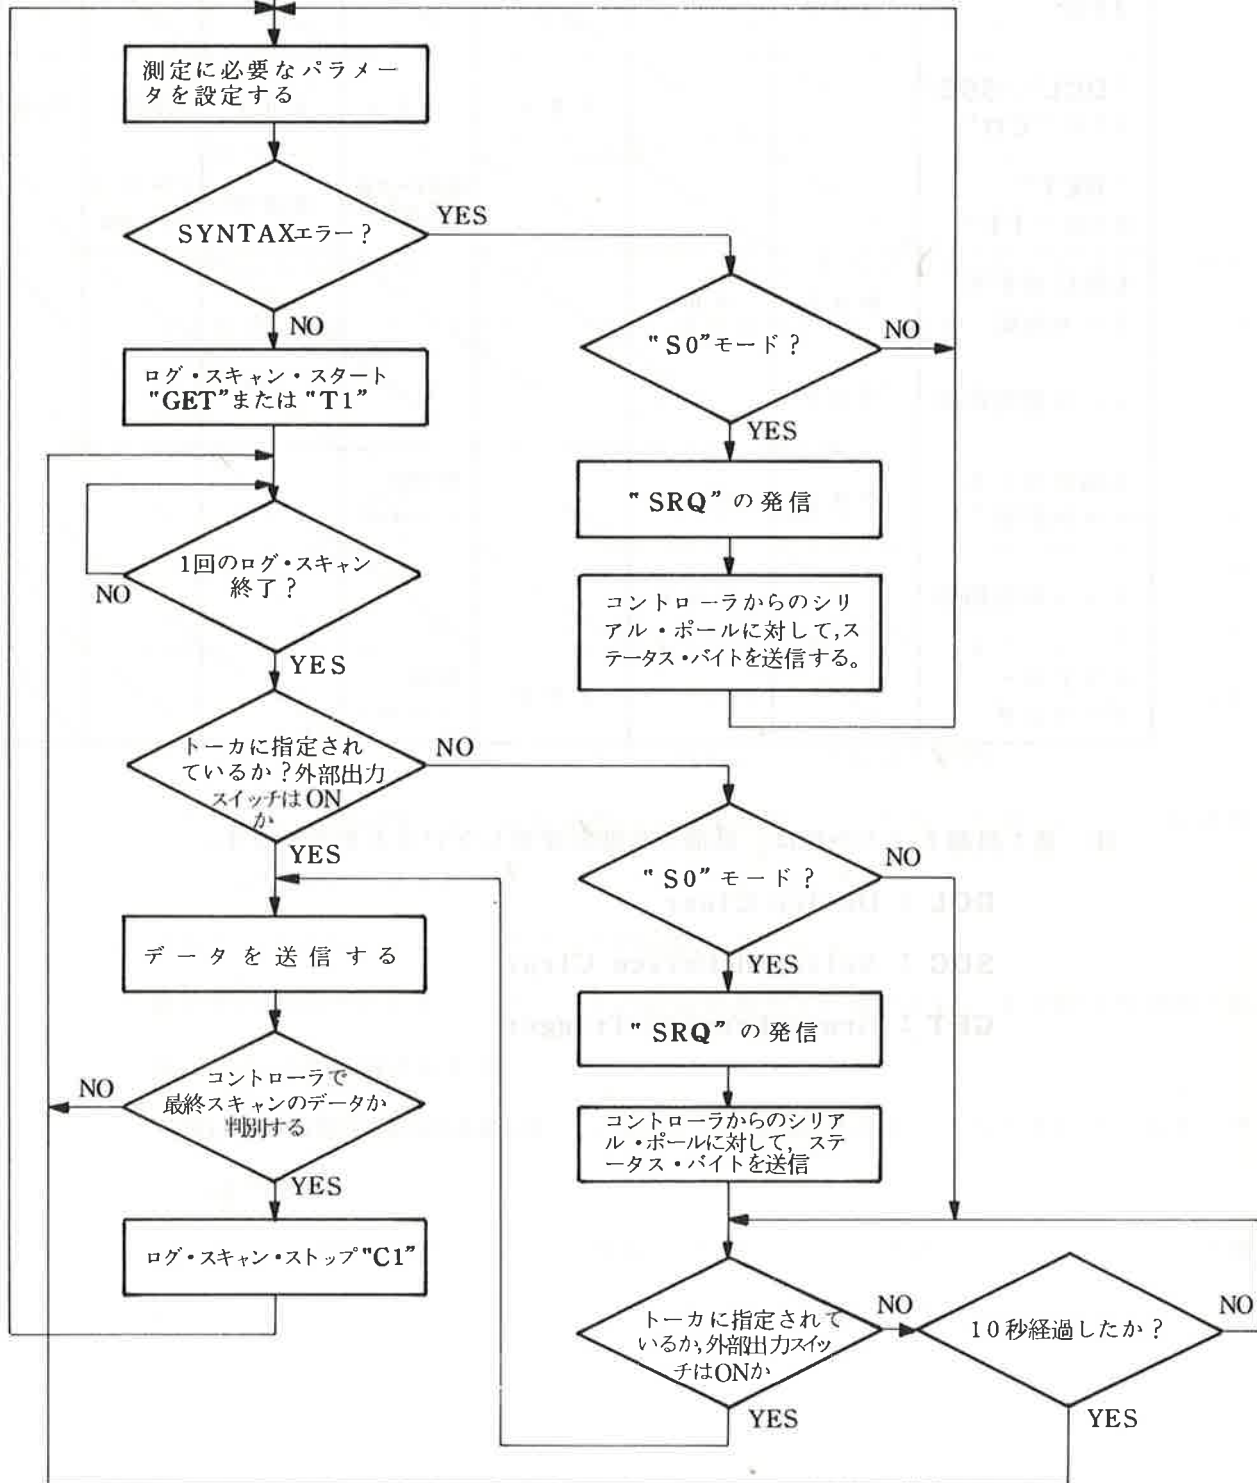 測定に必要なパラメー
タを設定する
SYNTAXエラー?
YES
NO
ログ・スキャン・スタート
"GET"または"T1"
"S0"モード?
NO
YES
"SRQ"の発信
コントローラからのシリ
アル・ポールに対して,ス
テータス・バイトを送信する。
1回のログ・スキャン
終了?
NO
YES
トーカに指定され
ているか?外部出力
スイッチはON
か
NO
YES
"S0"モード?
NO
YES
データを送信する
"SRQ"の発信
コントローラで
最終スキャンのデータか
判別する
NO
YES
コントローラからのシリア
ル・ポールに対して,ステ
ータス・バイトを送信
ログ・スキャン・ストップ"C1"
トーカに指定されて
いるか,外部出力スイッ
チはONか
NO
YES
10秒経過したか?
NO
YES